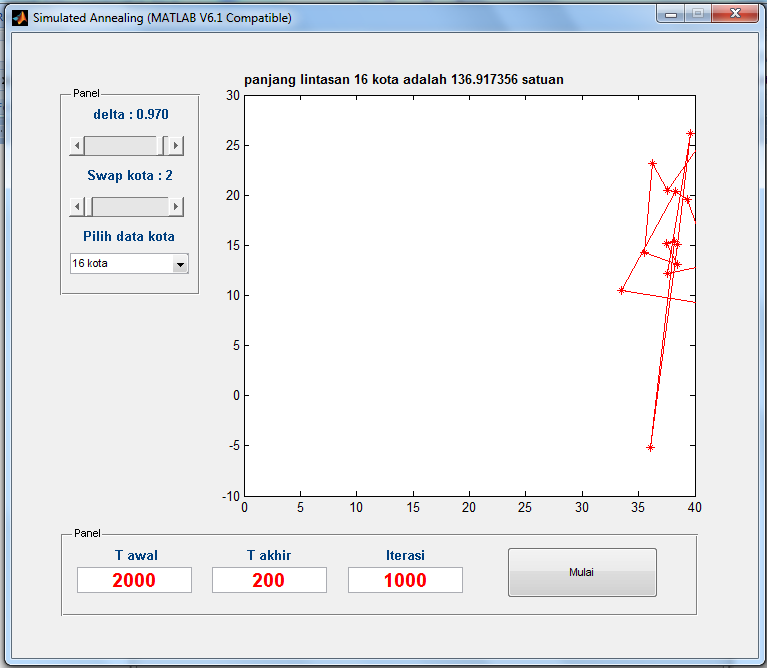 Simulated Annealing (MATLAB V6.1 Compatible)
panjang lintasan 16 kota adalah 136.917356 satuan
Panel
delta : 0.970
Swap kota : 2
Pilih data kota
16 kota
30
25
20
15
10
5
0
-5
-10
0 5 10 15 20 25 30 35 40
Panel
T awal T akhir Iterasi
2000 200 1000
Mulai